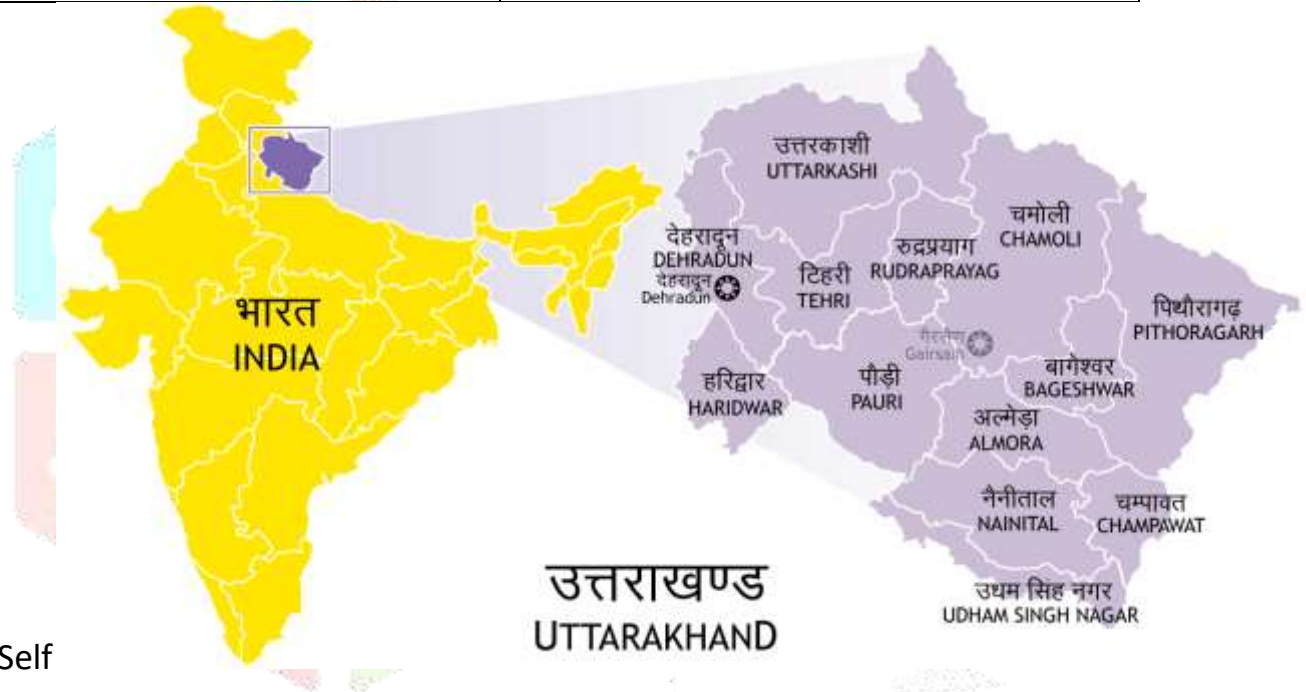 उत्तरकाशी
UTTARKASHI
चमोली
CHAMOLI
देहरादून
DEHRADUN
देहरादून
Dehradun
टिहरी
TEHRI
रुद्रप्रयाग
RUDRAPRAYAG
पिथौरागढ़
PITHORAGARH
भारत
INDIA
गैरसैण
Gairsain
हरिद्वार
HARIDWAR
पौड़ी
PAURI
बागेश्वर
BAGESHWAR
अल्मोड़ा
ALMORA
नैनीताल
NAINITAL
चम्पावत
CHAMPAWAT
उधम सिंह नगर
UDHAM SINGH NAGAR
उत्तराखण्ड
UTTARAKHAND
Self